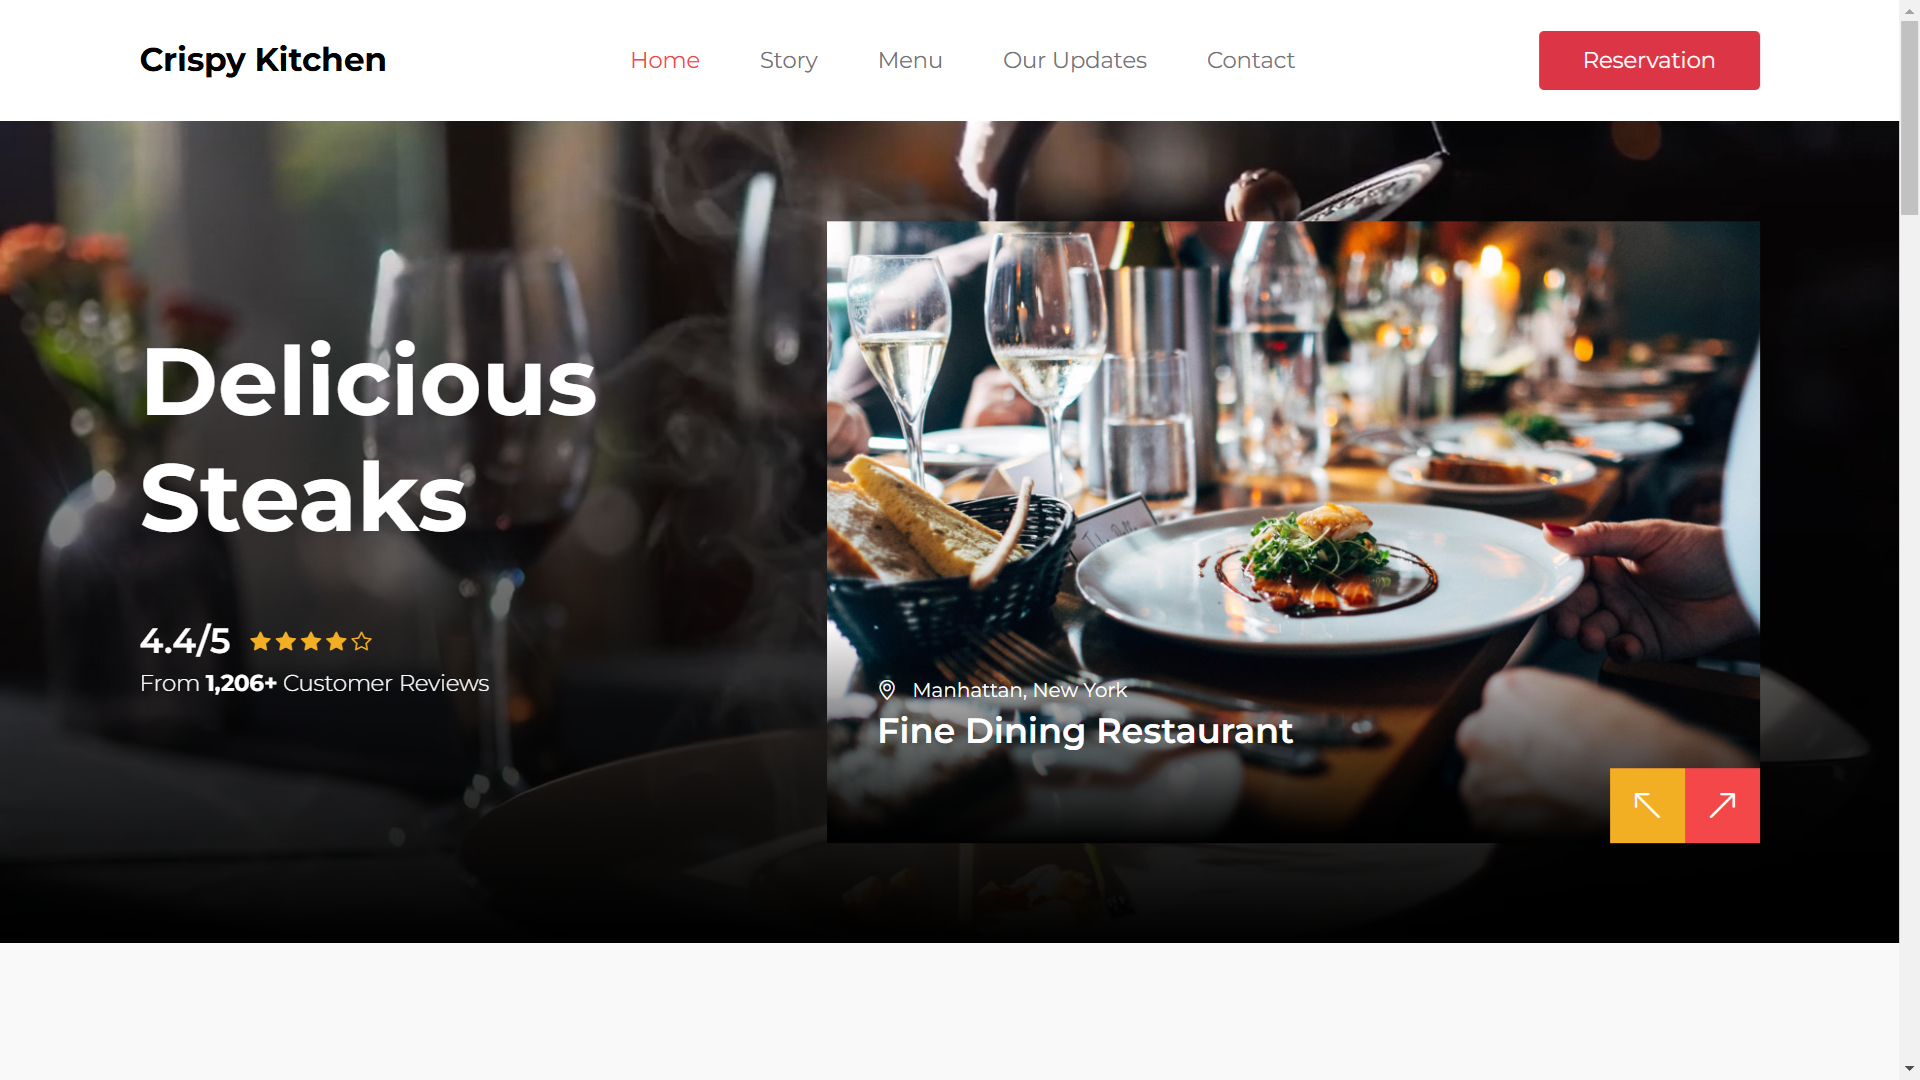 Crispy Kitchen
Home
Story
Menu
Our Updates
Contact
Reservation
Delicious
Steaks
4.4/5
From 1,206+ Customer Reviews
Manhattan, New York
Fine Dining Restaurant